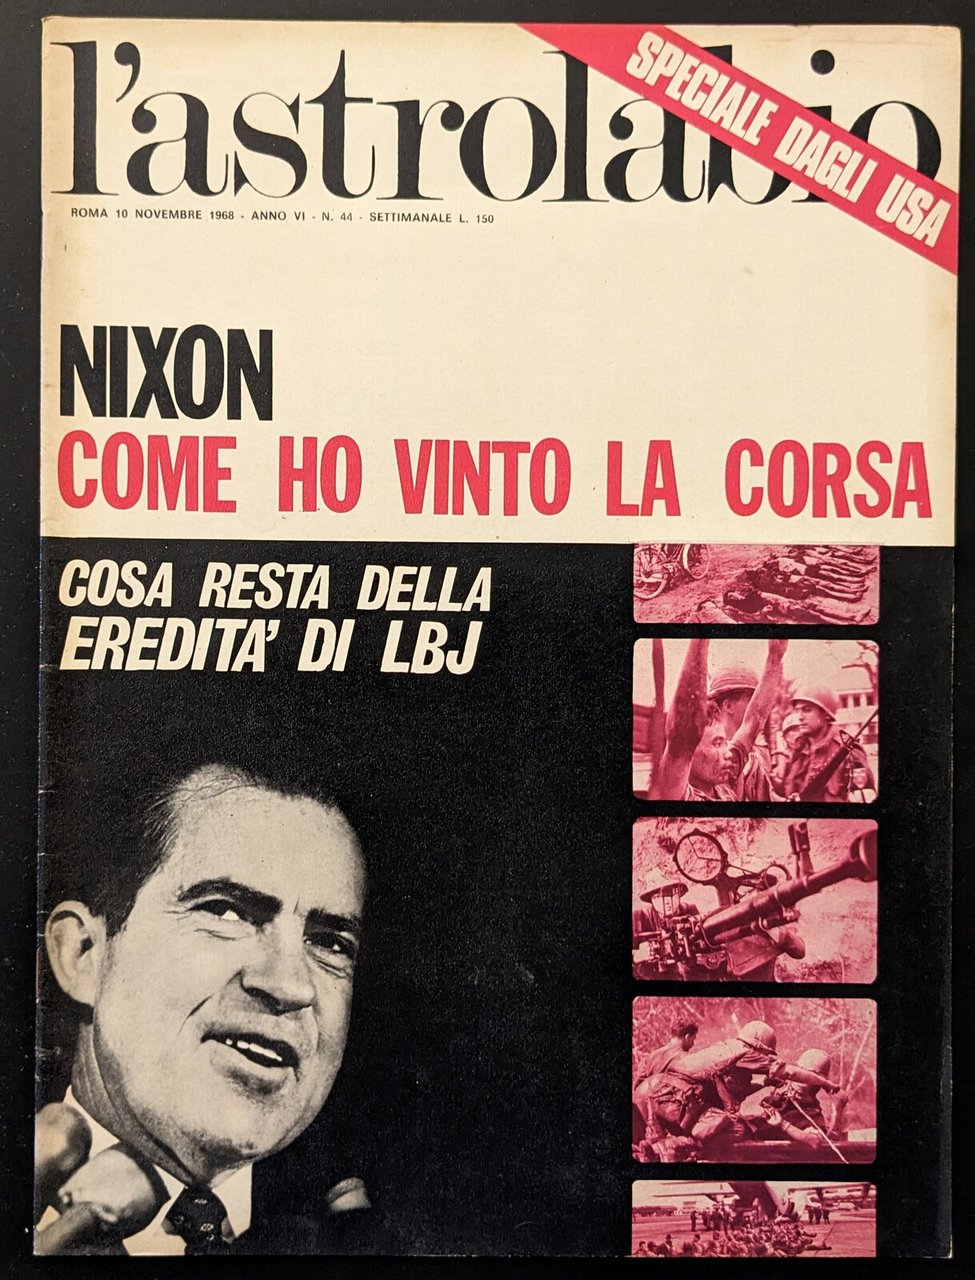 l'astrolabio
SPECIALE DAGLI USA
ROMA 10 NOVEMBRE 1968 - ANNO VI - N. 44 - SETTIMANALE L. 150
NIXON
COME HO VINTO LA CORSA
COSA RESTA DELLA
EREDITA' DI LBJ